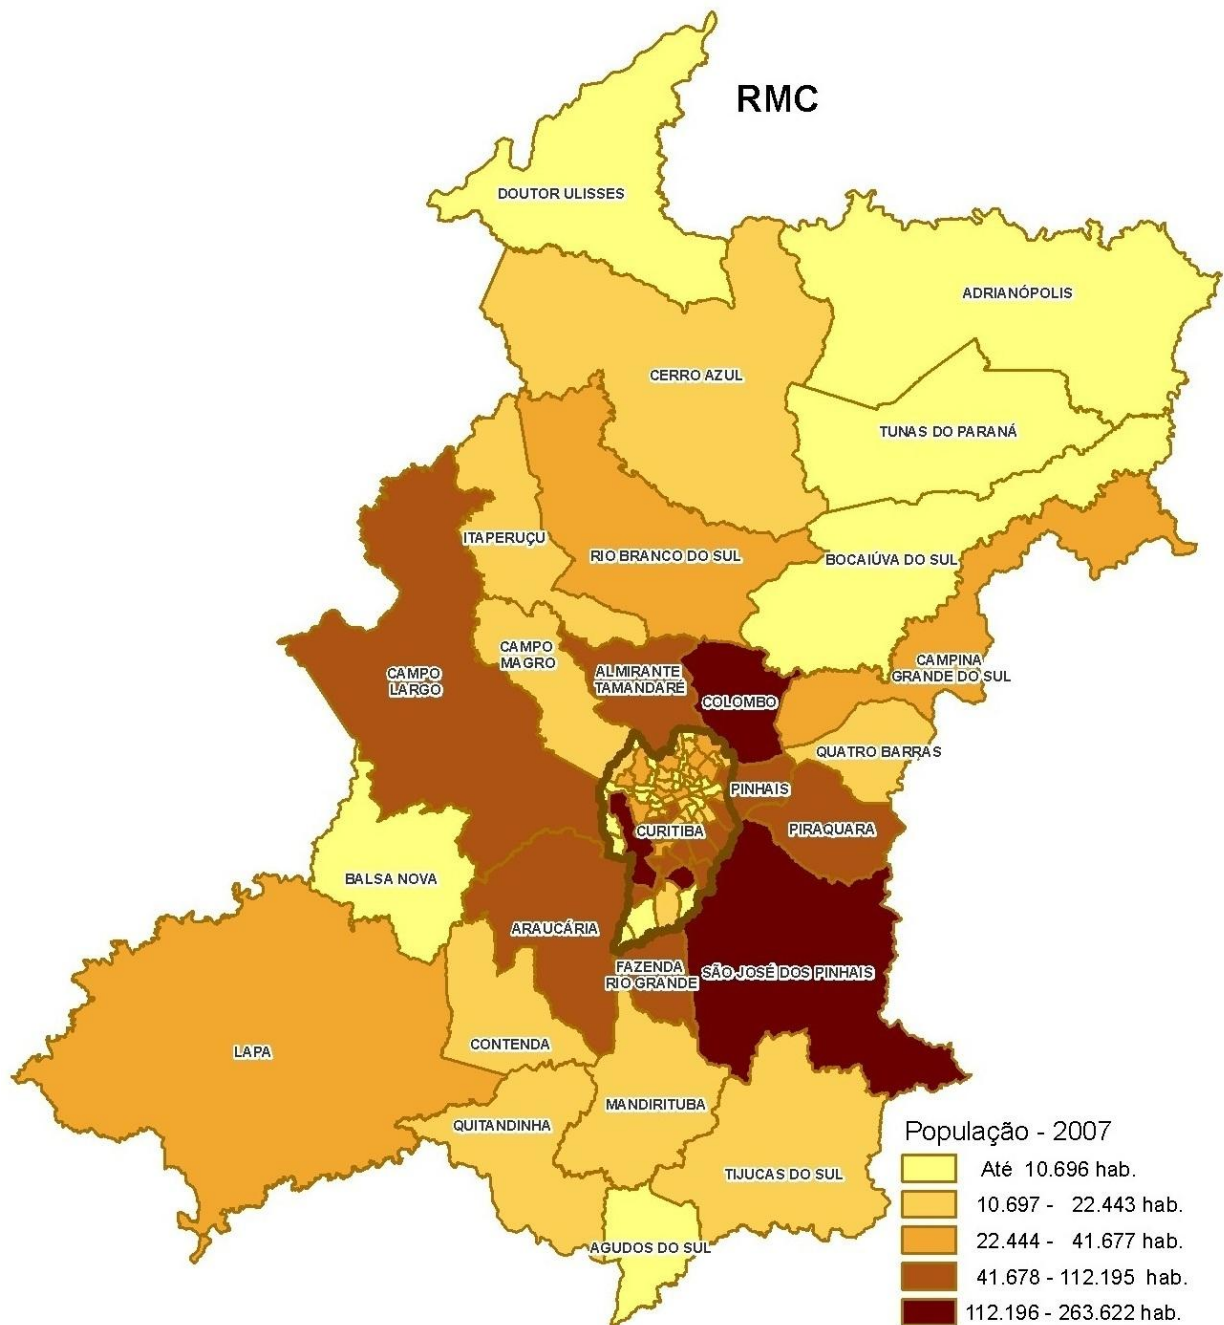 RMC
DOUTOR ULISSES
ADRIANÓPOLIS
CERRO AZUL
TUNAS DO PARANÁ
ITAPERUÇU
RIO BRANCO DO SUL
BOCAIÚVA DO SUL
CAMPO
MAGRO
CAMPO
LARGO
ALMIRANTE
TAMANDARÉ
COLOMBO
CAMPINA
GRANDE DO SUL
QUATRO BARRAS
PINHAIS
PIRAQUARA
CURITIBA
BALSA NOVA
ARAUCÁRIA
FAZENDA
RIO GRANDE
SÃO JOSÉ DOS PINHAIS
LAPA
CONTENDA
MANDIRITUBA
QUITANDINHA
TIJUCAS DO SUL
AGUDOS DO SUL
População - 2007
Até 10.696 hab.
10.697 - 22.443 hab.
22.444 - 41.677 hab.
41.678 - 112.195 hab.
112.196 - 263.622 hab.